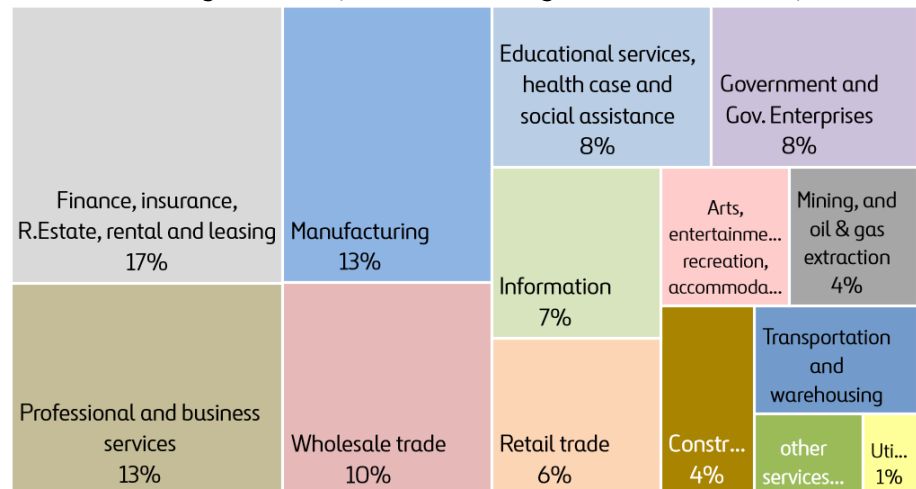 Finance, insurance,
R.Estate, rental and leasing
17%
Professional and business
services
13%
Manufacturing
13%
Wholesale trade
10%
Educational services,
health case and
social assistance
8%
Government and
Gov. Enterprises
8%
Information
7%
Retail trade
6%
Arts,
entertainme...
recreation,
accommoda...
Mining, and
oil & gas
extraction
4%
Constr...
4%
Transportation
and
warehousing
other
services...
Uti...
1%